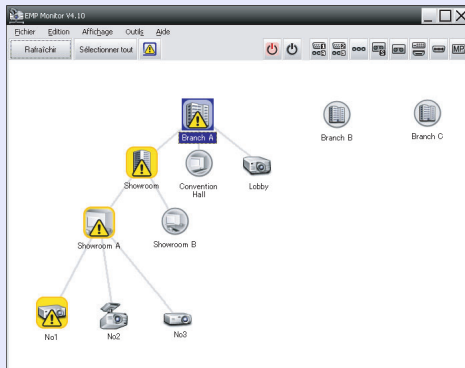 EMP Monitor V4.10
Fichier Edition Affichage Outils Aide
Rafraîchir Sélectionner tout
Branch A
Branch B
Branch C
Showroom
Convention Hall
Lobby
Showroom A
Showroom B
No1
No2
No3